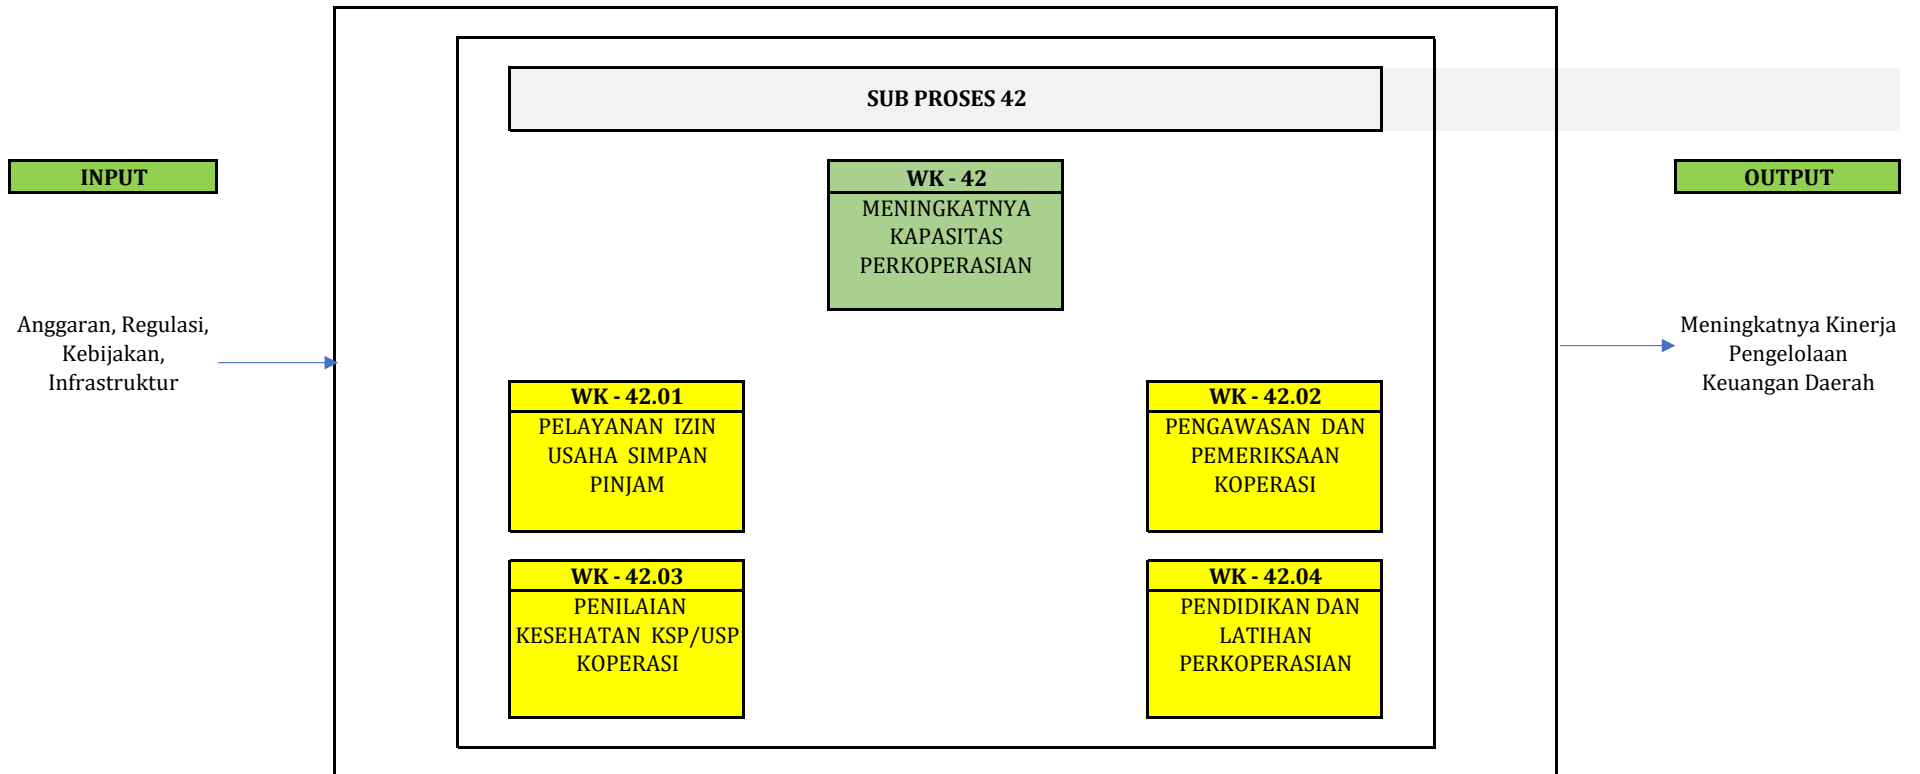 SUB PROSES 42
INPUT
WK - 42
OUTPUT
MENINGKATNYA
KAPASITAS
PERKOPERASIAN
Anggaran, Regulasi,
Kebijakan,
Infrastruktur
Meningkatnya Kinerja
Pengelolaan
Keuangan Daerah
WK - 42.01
PELAYANAN IZIN
USAHA SIMPAN
PINJAM
WK - 42.02
PENGAWASAN DAN
PEMERIKSAAN
KOPERASI
WK - 42.03
PENILAIAN
KESEHATAN KSP/USP
KOPERASI
WK - 42.04
PENDIDIKAN DAN
LATIHAN
PERKOPERASIAN